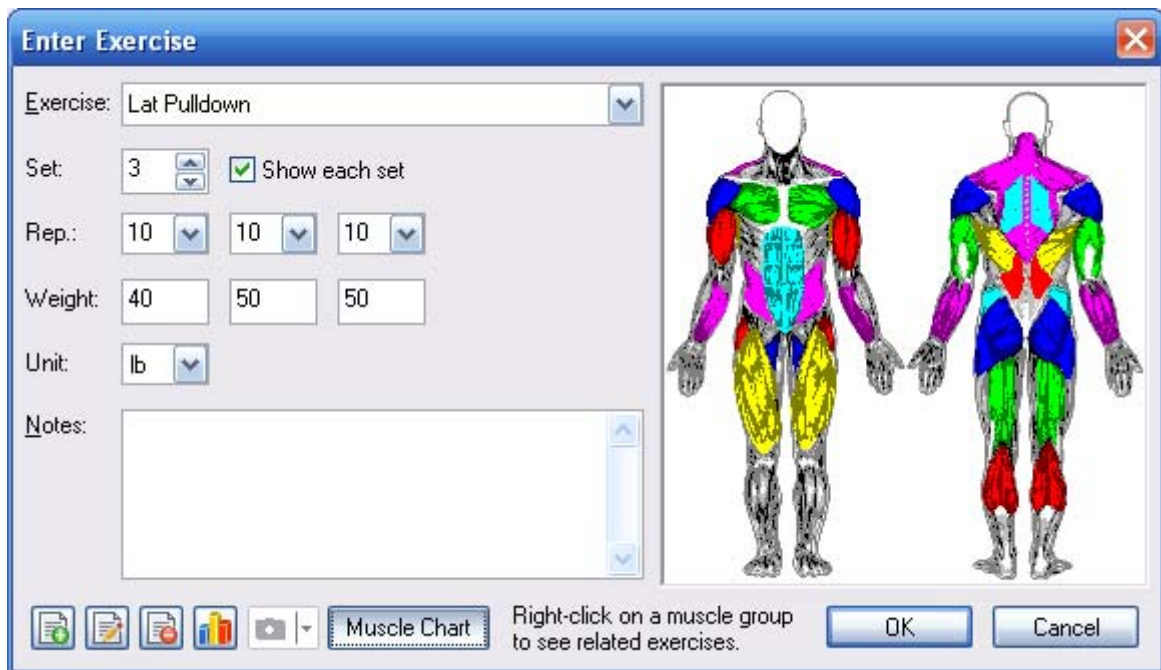 Enter Exercise
Exercise: Lat Pulldown
Set: 3 Show each set
Rep.: 10 10 10
Weight: 40 50 50
Unit: lb
Notes:
Muscle Chart
Right-click on a muscle group
to see related exercises.
OK Cancel